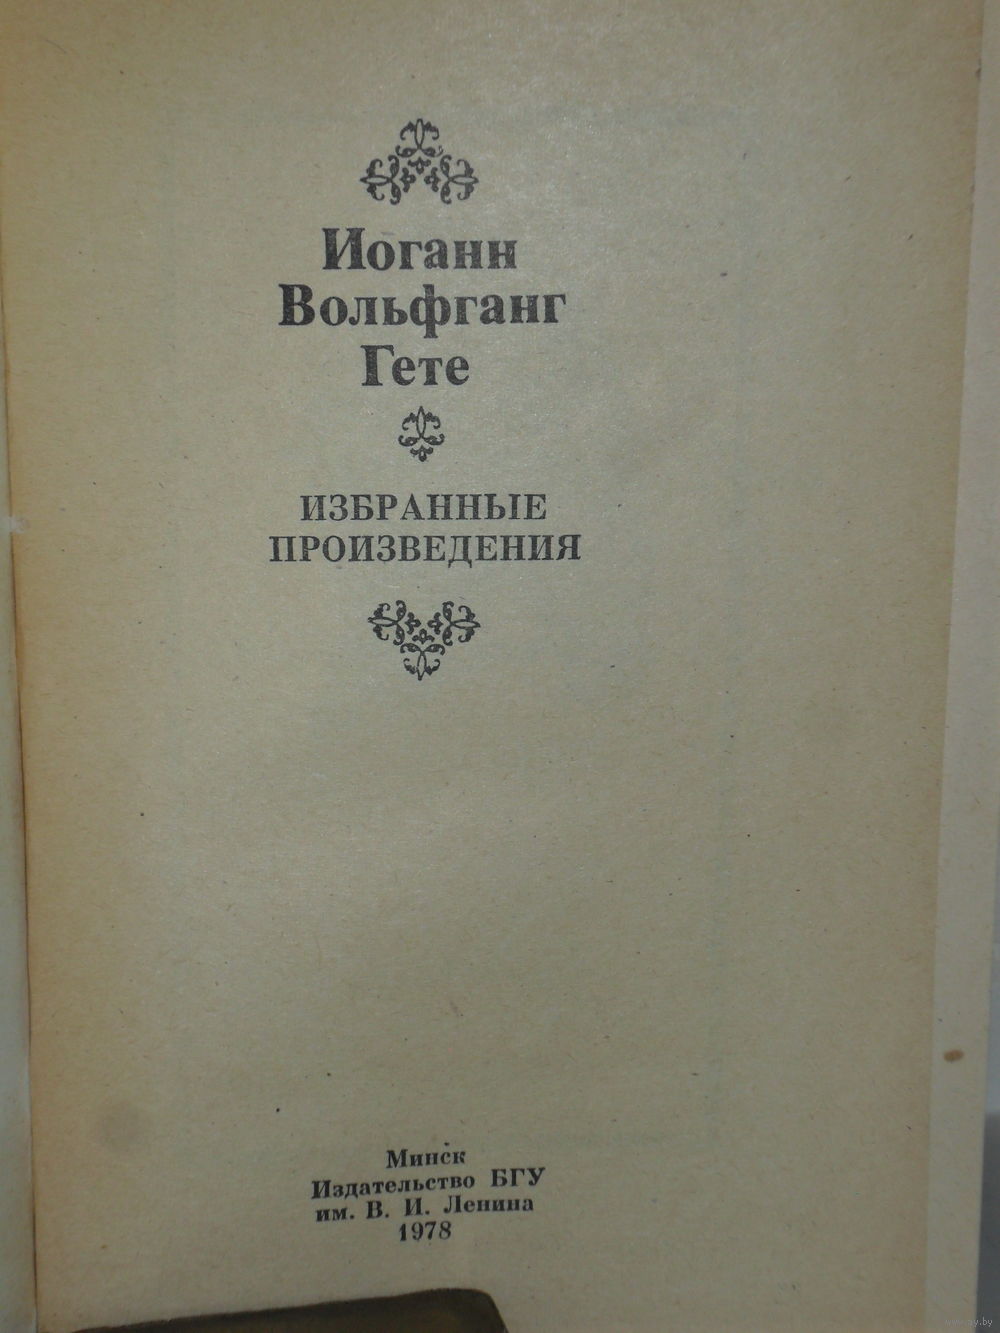 Иоганн
Вольфганг
Гете
ИЗБРАННЫЕ
ПРОИЗВЕДЕНИЯ
Минск
Издательство БГУ
им. В. И. Ленина
1978